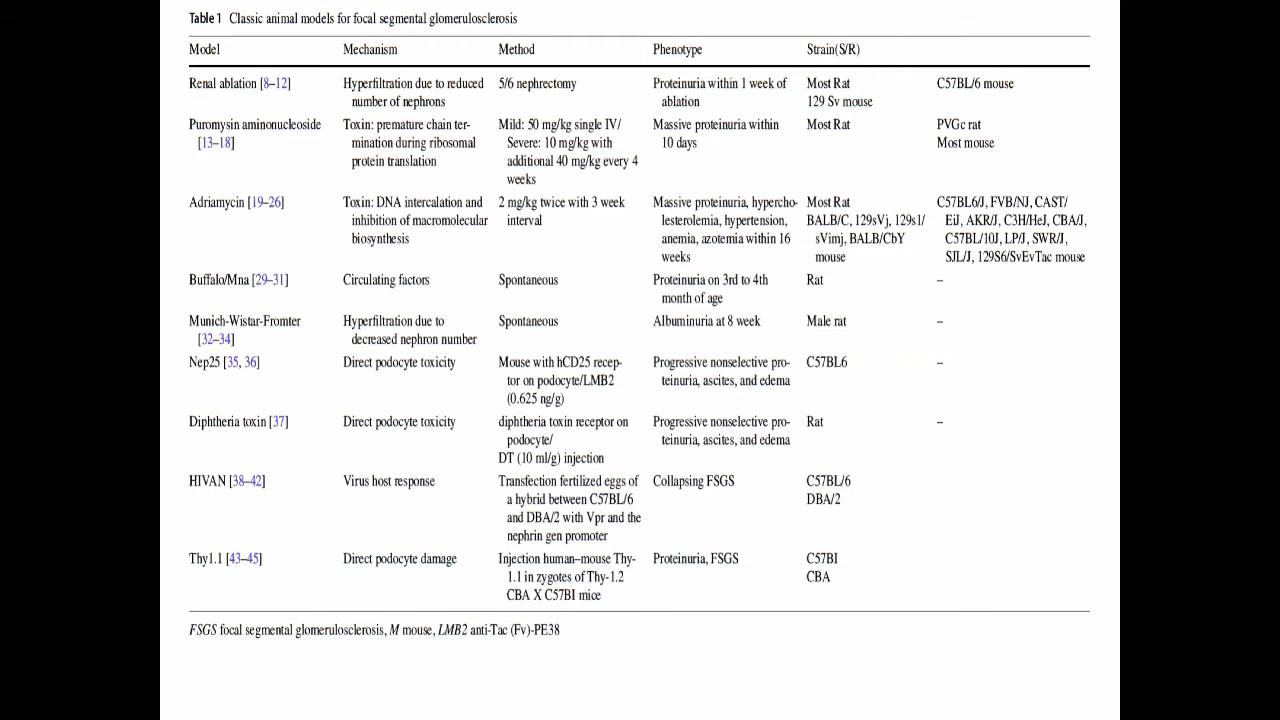 Table 1 Classic animal models for focal segmental glomerulosclerosis
Model Mechanism Method Phenotype Strain(S/R)
Renal ablation [8–12] Hyperfiltration due to reduced 5/6 nephrectomy Proteinuria within 1 week of Most Rat C57BL/6 mouse
number of nephrons ablation 129 Sv mouse
Puromysin aminonucleoside Toxin: premature chain ter- Mild: 50 mg/kg single IV/ Massive proteinuria within Most Rat PVGc rat
[13–18] mination during ribosomal Severe: 10 mg/kg with 10 days Most mouse
protein translation additional 40 mg/kg every 4
weeks
Adriamycin [19–26] Toxin: DNA intercalation and 2 mg/kg twice with 3 week Massive proteinuria, hypercho- Most Rat C57BL6/J, FVB/NJ, CAST/
inhibition of macromolecular interval lesterolemia, hypertension, BALB/C, 129sVj, 129s1/ EiJ, AKR/J, C3H/HeJ, CBA/J,
biosynthesis anemia, azotemia within 16 sVimj, BALB/CbY C57BL/10J, LP/J, SWR/J,
weeks mouse SJL/J, 129S6/SvEvTac mouse
Buffalo/Mna [29–31] Circulating factors Spontaneous Proteinuria on 3rd to 4th Rat –
month of age
Munich-Wistar-Fromter Hyperfiltration due to Spontaneous Albuminuria at 8 week Male rat –
[32–34] decreased nephron number
Nep25 [35, 36] Direct podocyte toxicity Mouse with hCD25 recep- Progressive nonselective pro- C57BL6 –
tor on podocyte/LMB2 teinuria, ascites, and edema
(0.625 ng/g)
Diphtheria toxin [37] Direct podocyte toxicity diphtheria toxin receptor on Progressive nonselective pro- Rat –
podocyte/ teinuria, ascites, and edema
DT (10 ml/g) injection
HIVAN [38–42] Virus host response Transfection fertilized eggs of Collapsing FSGS C57BL/6
a hybrid between C57BL/6 DBA/2
and DBA/2 with Vpr and the
nephrin gen promoter
Thy1.1 [43–45] Direct podocyte damage Injection human–mouse Thy- Proteinuria, FSGS C57BI
1.1 in zygotes of Thy-1.2 CBA
CBA X C57BI mice
FSGS focal segmental glomerulosclerosis, M mouse, LMB2 anti-Tac (Fv)-PE38